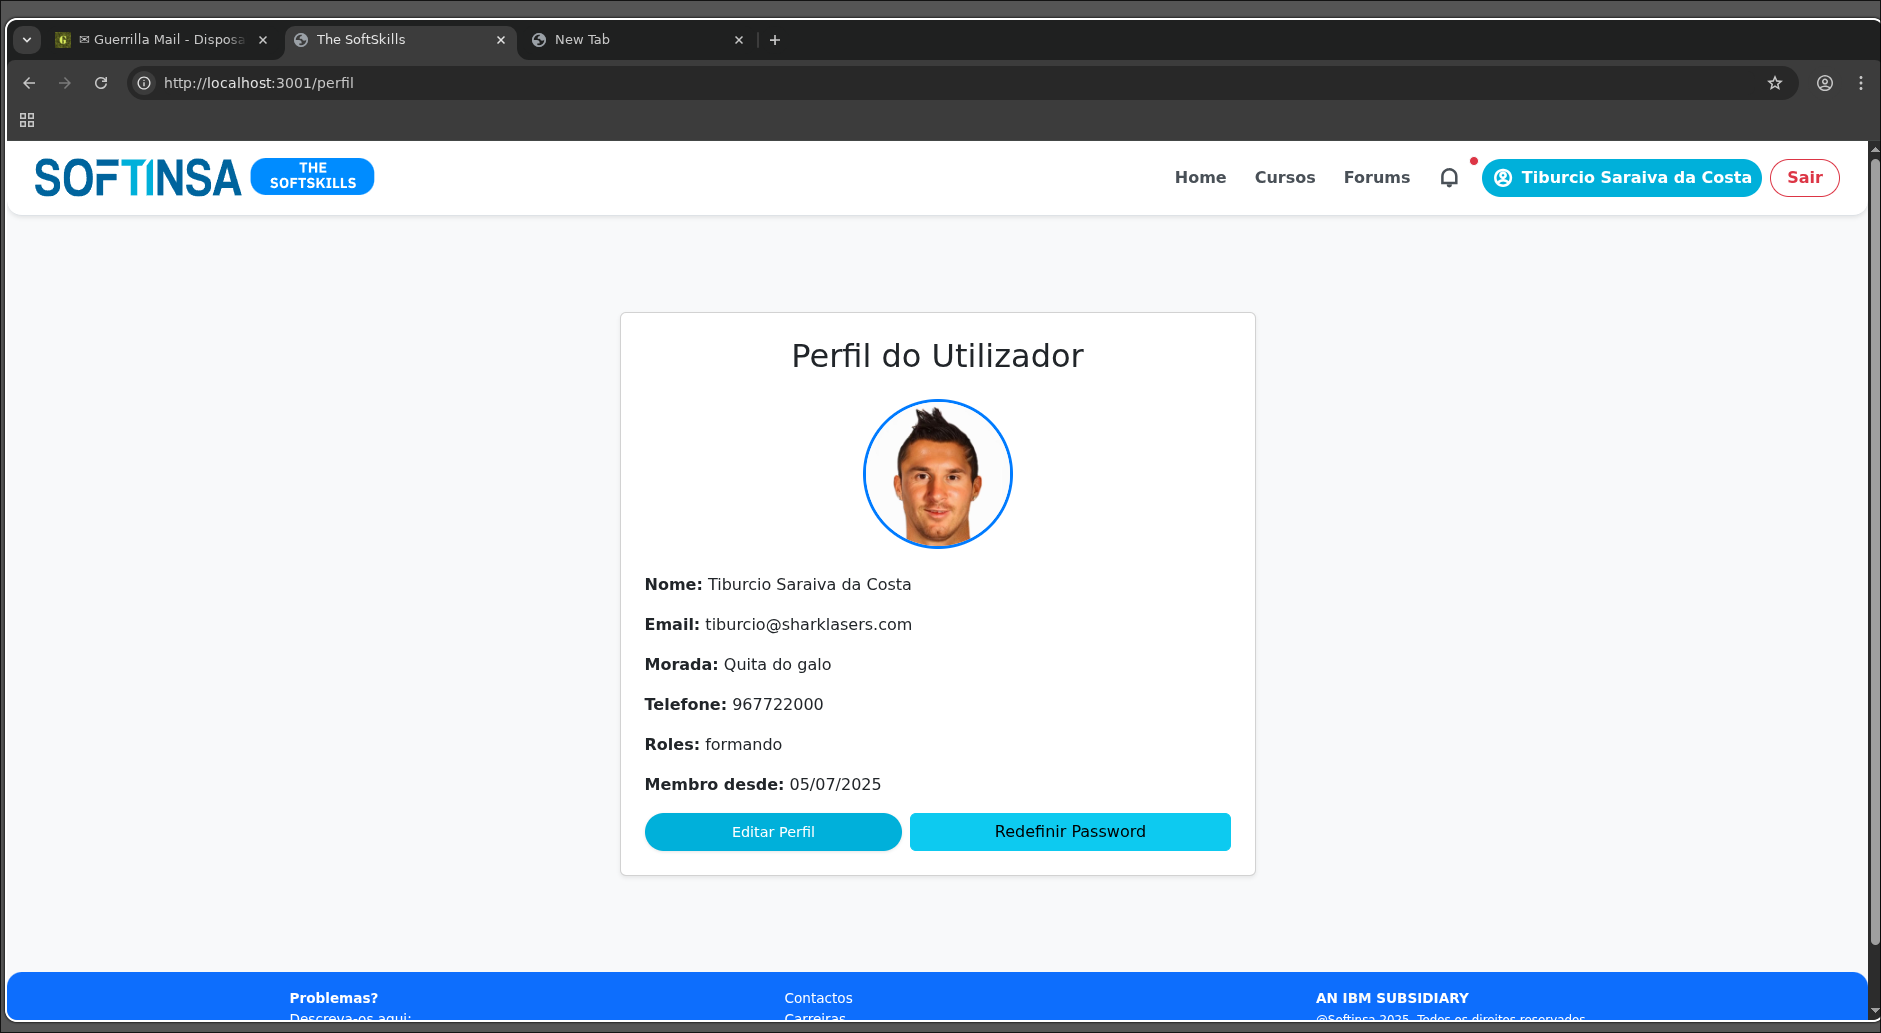 ✉ Guerrilla Mail - Disposa
The SoftSkills
New Tab
http://localhost:3001/perfil
SOFTINSA
THE
SOFTSKILLS
Home
Cursos
Forums
Tiburcio Saraiva da Costa
Sair
Perfil do Utilizador
Nome: Tiburcio Saraiva da Costa
Email: tiburcio@sharklasers.com
Morada: Quita do galo
Telefone: 967722000
Roles: formando
Membro desde: 05/07/2025
Editar Perfil
Redefinir Password
Problemas?
Descreva-os aqui:
Contactos
Carreiras
AN IBM SUBSIDIARY
@Softinsa 2025. Todos os direitos reservados